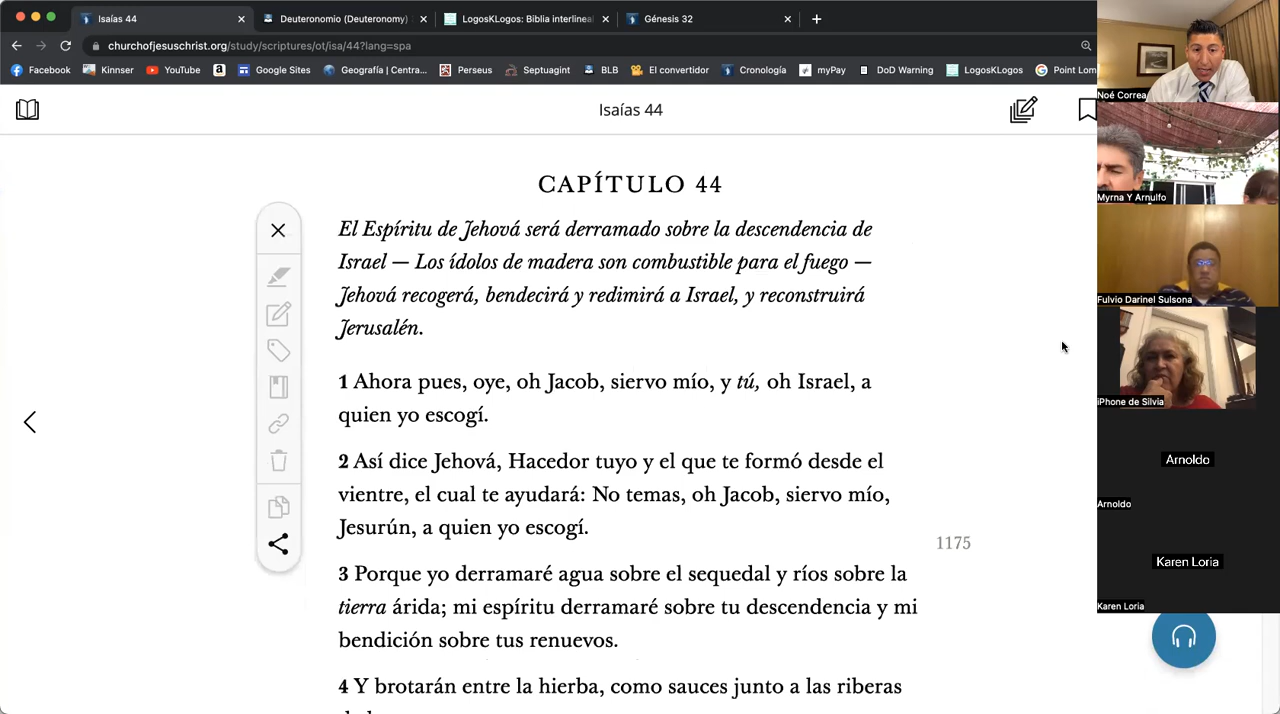 Isaías 44
Deuteronomio (Deuteronomy)
LogosKLogos: Biblia interlineal
Génesis 32
churchofjesuschrist.org/study/scriptures/ot/isa/44?lang=spa
Facebook
Kinnser
YouTube
Google Sites
Geografía | Centra...
Perseus
Septuagint
BLB
El convertidor
Cronología
myPay
DoD Warning
LogosKLogos
Point Lom
Isaías 44
CAPÍTULO 44
El Espíritu de Jehová será derramado sobre la descendencia de
Israel — Los ídolos de madera son combustible para el fuego —
Jehová recogerá, bendecirá y redimirá a Israel, y reconstruirá
Jerusalén.
1 Ahora pues, oye, oh Jacob, siervo mío, y tú, oh Israel, a
quien yo escogí.
2 Así dice Jehová, Hacedor tuyo y el que te formó desde el
vientre, el cual te ayudará: No temas, oh Jacob, siervo mío,
Jesurún, a quien yo escogí.
1175
3 Porque yo derramaré agua sobre el sequedal y ríos sobre la
tierra árida; mi espíritu derramaré sobre tu descendencia y mi
bendición sobre tus renuevos.
4 Y brotarán entre la hierba, como sauces junto a las riberas
Noé Correa
Myrna Y Arnulfo
Fulvio Darinel Sulsona
iPhone de Silvia
Arnoldo
Arnoldo
Karen Loria
Karen Loria